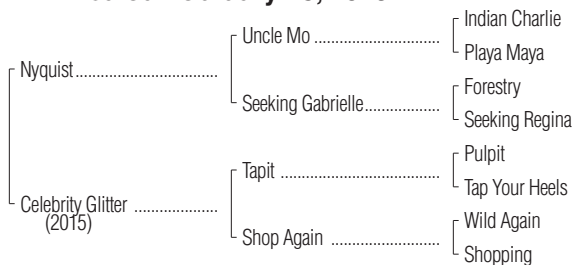 Indian Charlie
Uncle Mo
Playa Maya
Nyquist
Forestry
Seeking Gabrielle
Seeking Regina
Pulpit
Tapit
Tap Your Heels
Celebrity Glitter
(2015)
Wild Again
Shop Again
Shopping